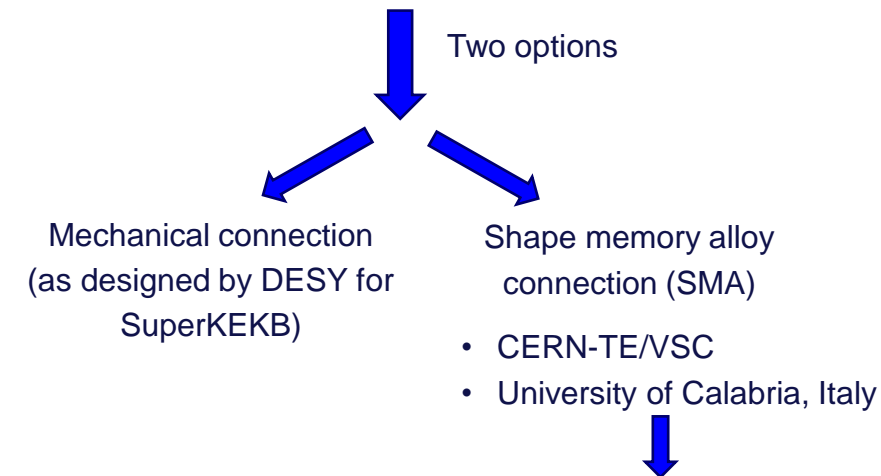 Two options
Mechanical connection
(as designed by DESY for
SuperKEKB)
Shape memory alloy
connection (SMA)
• CERN-TE/VSC
• University of Calabria, Italy